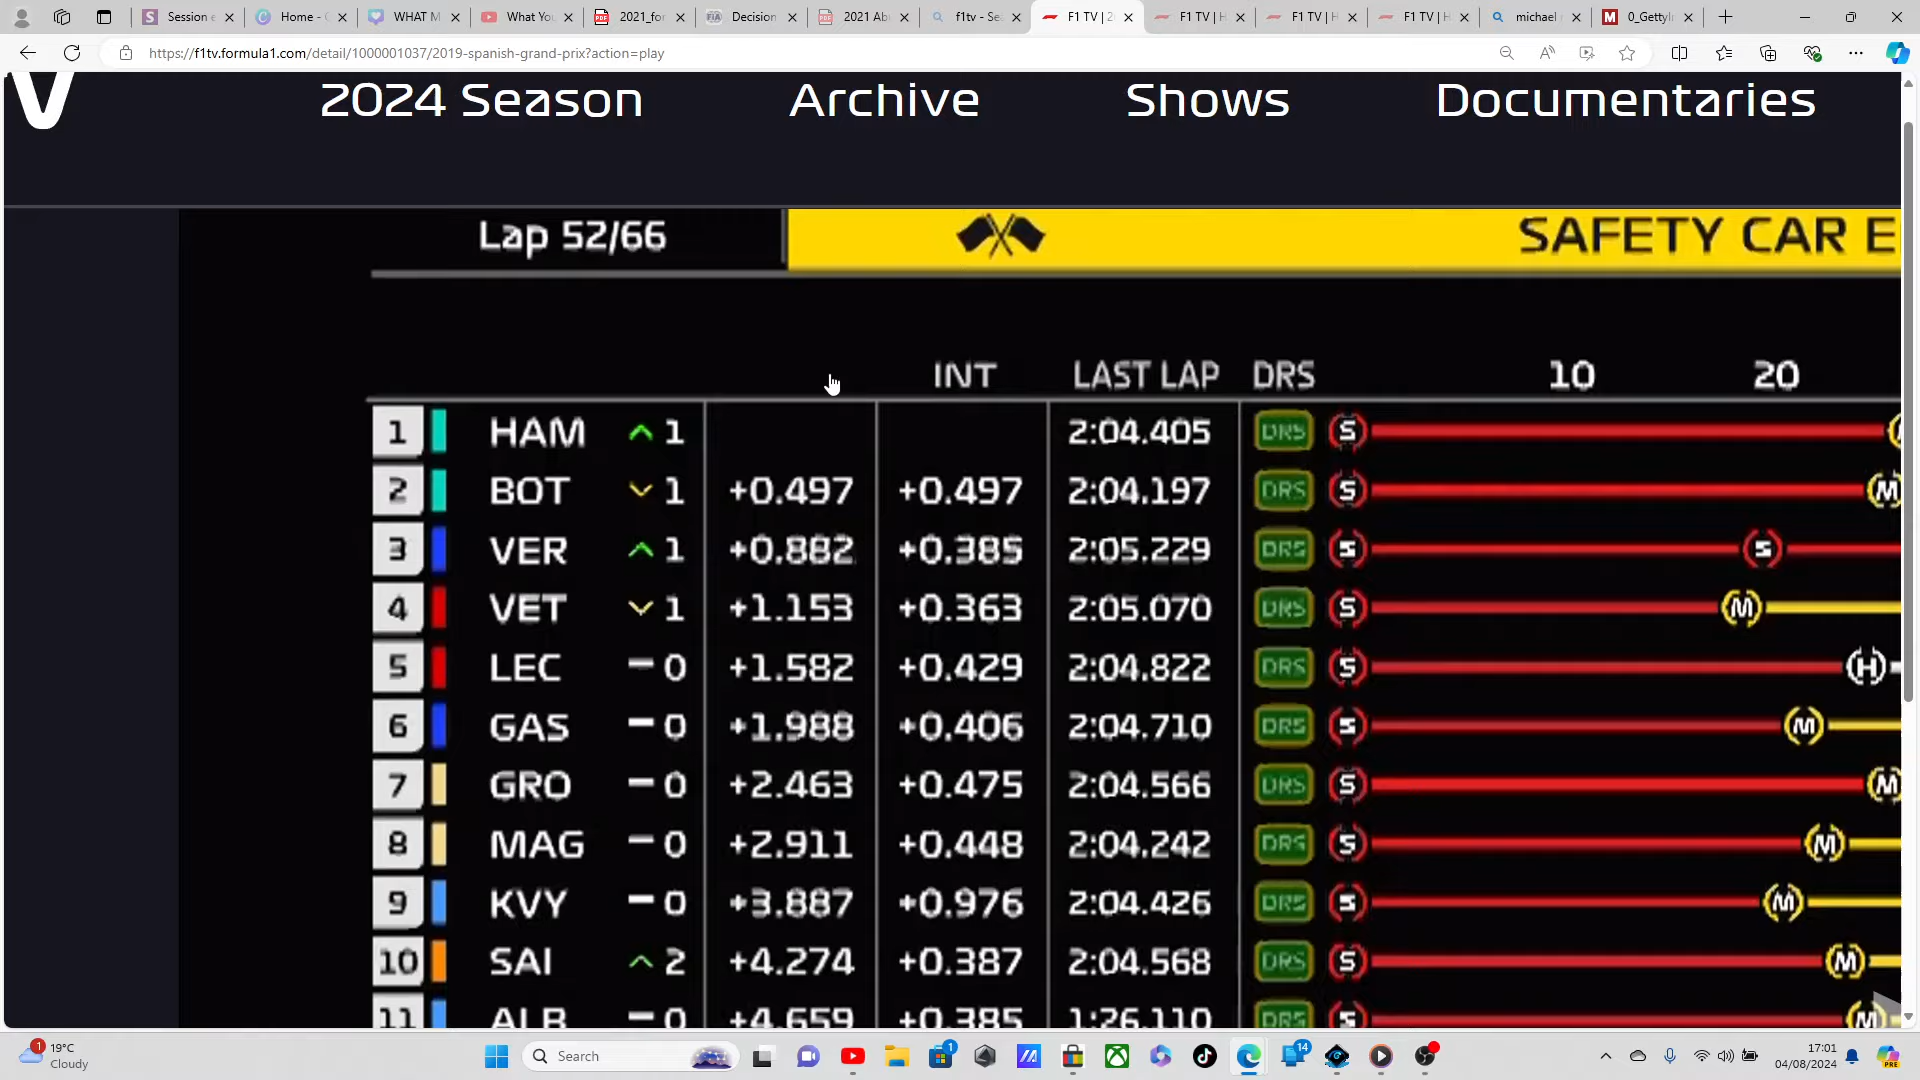 Session e
Home - C
WHAT M
What You
2021_for
Decision
2021 Ab
f1tv - Sea
F1 TV | 2
F1 TV | H
F1 TV | H
F1 TV | H
michael
0_GettyIm
https://f1tv.formula1.com/detail/1000001037/2019-spanish-grand-prix?action=play
V 2024 Season Archive Shows Documentaries
Lap 52/66 SAFETY CAR E
INT LAST LAP DRS 10 20
1 HAM 1 2:04.405 DRS S
2 BOT 1 +0.497 +0.497 2:04.197 DRS S M
3 VER 1 +0.882 +0.385 2:05.229 DRS S S
4 VET 1 +1.153 +0.363 2:05.070 DRS S M
5 LEC 0 +1.582 +0.429 2:04.822 DRS S H
6 GAS 0 +1.988 +0.406 2:04.710 DRS S M
7 GRO 0 +2.463 +0.475 2:04.566 DRS S M
8 MAG 0 +2.911 +0.448 2:04.242 DRS S M
9 KVY 0 +3.887 +0.976 2:04.426 DRS S M
10 SAI 2 +4.274 +0.387 2:04.568 DRS S M
11 ALB 0 +4.659 +0.385 1:26.110 DRS S M
1 19°C
Cloudy
Search
1
14
17:01
04/08/2024
PRE